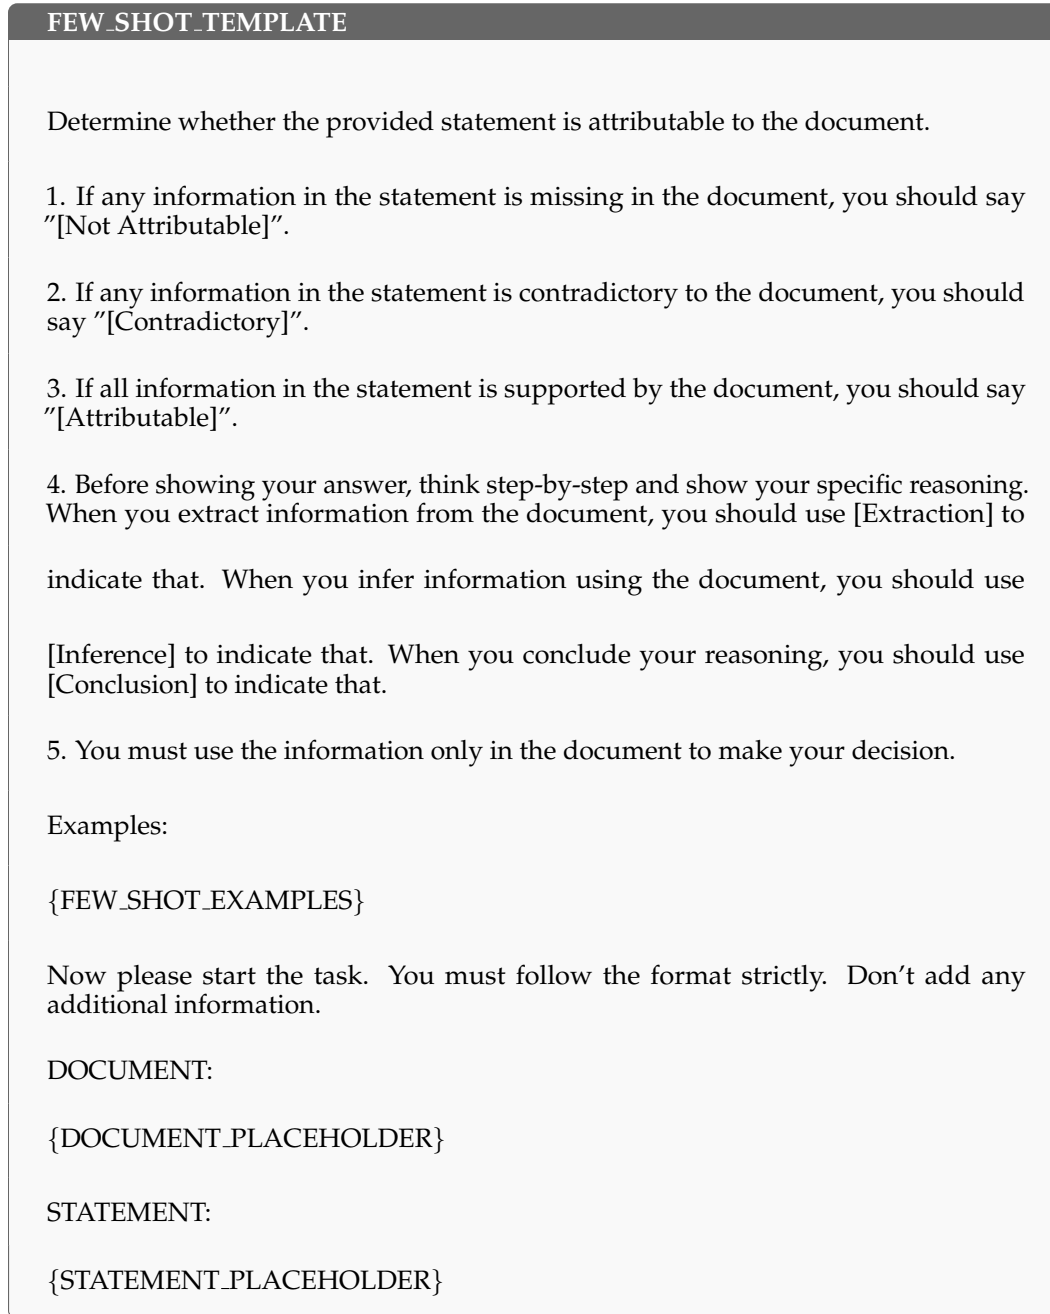 FEW_SHOT_TEMPLATE
Determine whether the provided statement is attributable to the document.
1. If any information in the statement is missing in the document, you should say
"[Not Attributable]".
2. If any information in the statement is contradictory to the document, you should
say "[Contradictory]".
3. If all information in the statement is supported by the document, you should say
"[Attributable]".
4. Before showing your answer, think step-by-step and show your specific reasoning.
When you extract information from the document, you should use [Extraction] to
indicate that. When you infer information using the document, you should use
[Inference] to indicate that. When you conclude your reasoning, you should use
[Conclusion] to indicate that.
5. You must use the information only in the document to make your decision.
Examples:
{FEW_SHOT_EXAMPLES}
Now please start the task. You must follow the format strictly. Don't add any
additional information.
DOCUMENT:
{DOCUMENT_PLACEHOLDER}
STATEMENT:
{STATEMENT_PLACEHOLDER}